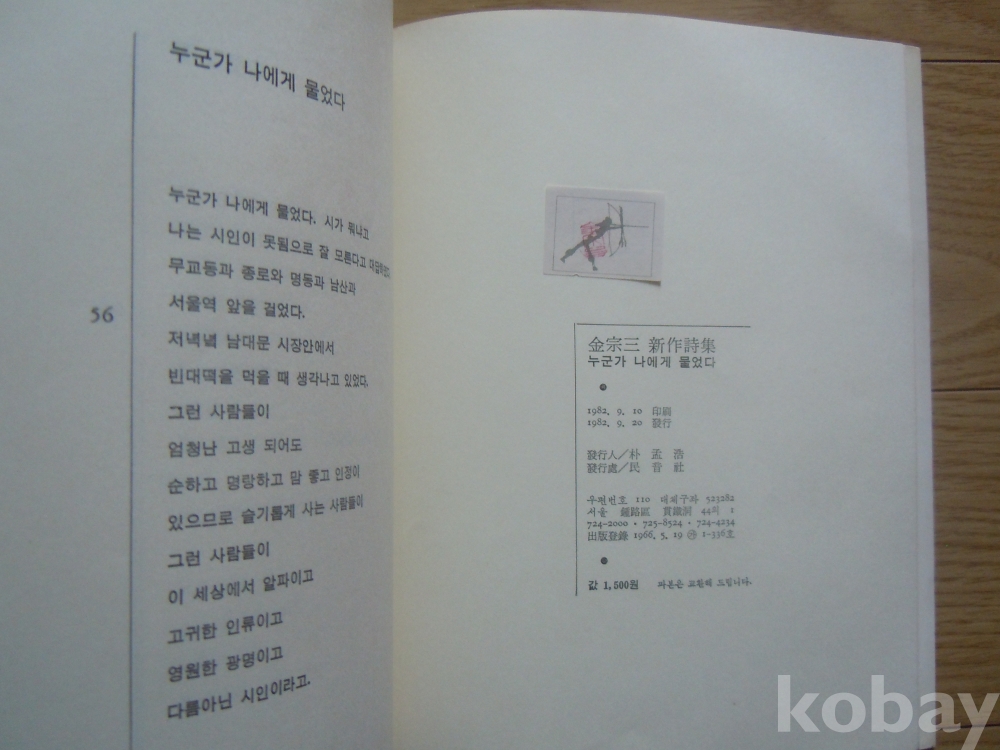 누군가 나에게 물었다
누군가 나에게 물었다. 시가 뭐냐고
나는 시인이 못됨으로 잘 모른다고 대답하였다
무교동과 종로와 명동과 남산과
서울역 앞을 걸었다.
저녁녘 남대문 시장안에서
빈대떡을 먹을 때 생각나고 있었다.
그런 사람들이
엄청난 고생 되어도
순하고 명랑하고 맘 좋고 인정이
있으므로 슬기롭게 사는 사람들이
그런 사람들이
이 세상에서 알파이고
고귀한 인류이고
영원한 광명이고
다름아닌 시인이라고.
56
金宗三 新作詩集
누군가 나에게 물었다
1982. 9. 10 印刷
1982. 9. 20 發行
發行人/朴 孟 浩
發行處/民 音 社
우편번호 110 대체구좌 523282
서울 鍾路區 貫鐵洞 44의 1
724-2000·725-8524·724-4234
出版登錄 1966. 5. 19 1-336호
값 1,500원 파본은 교환해 드립니다.
kobay